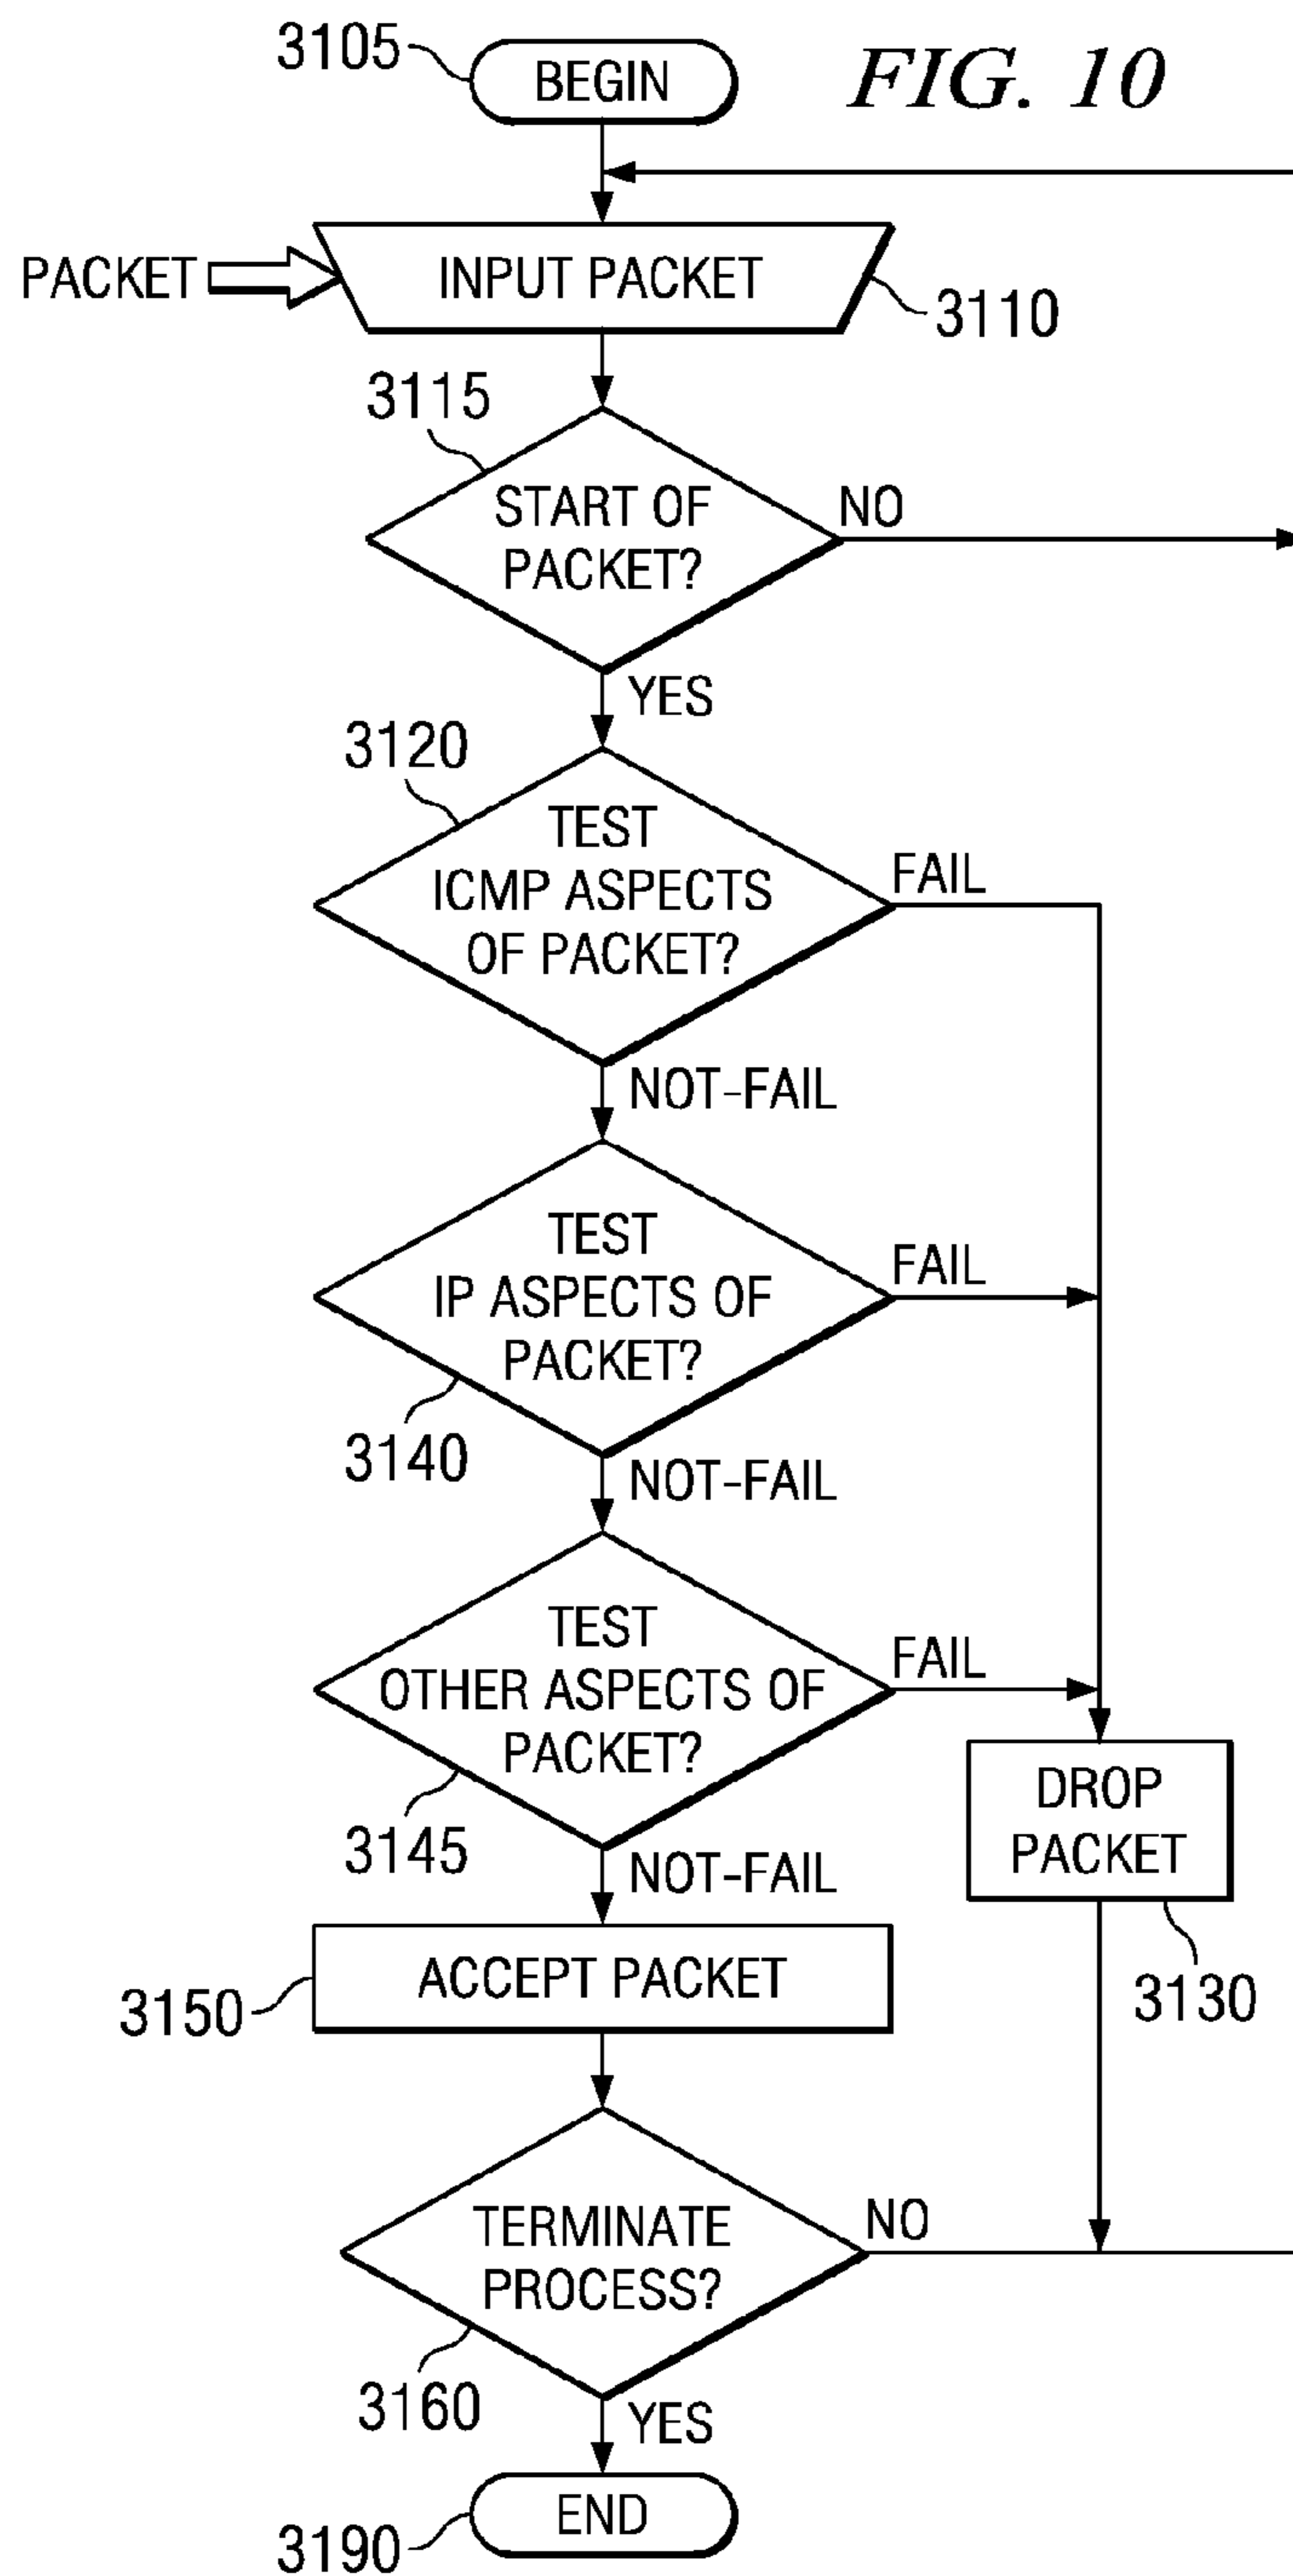 3105
BEGIN
FIG. 10
PACKET
INPUT PACKET
3110
3115
START OF
PACKET?
NO
YES
3120
TEST
ICMP ASPECTS
OF PACKET?
FAIL
NOT-FAIL
TEST
IP ASPECTS OF
PACKET?
FAIL
3140
NOT-FAIL
TEST
OTHER ASPECTS OF
PACKET?
FAIL
3145
NOT-FAIL
DROP
PACKET
3130
ACCEPT PACKET
3150
TERMINATE
PROCESS?
NO
3160
YES
END
3190